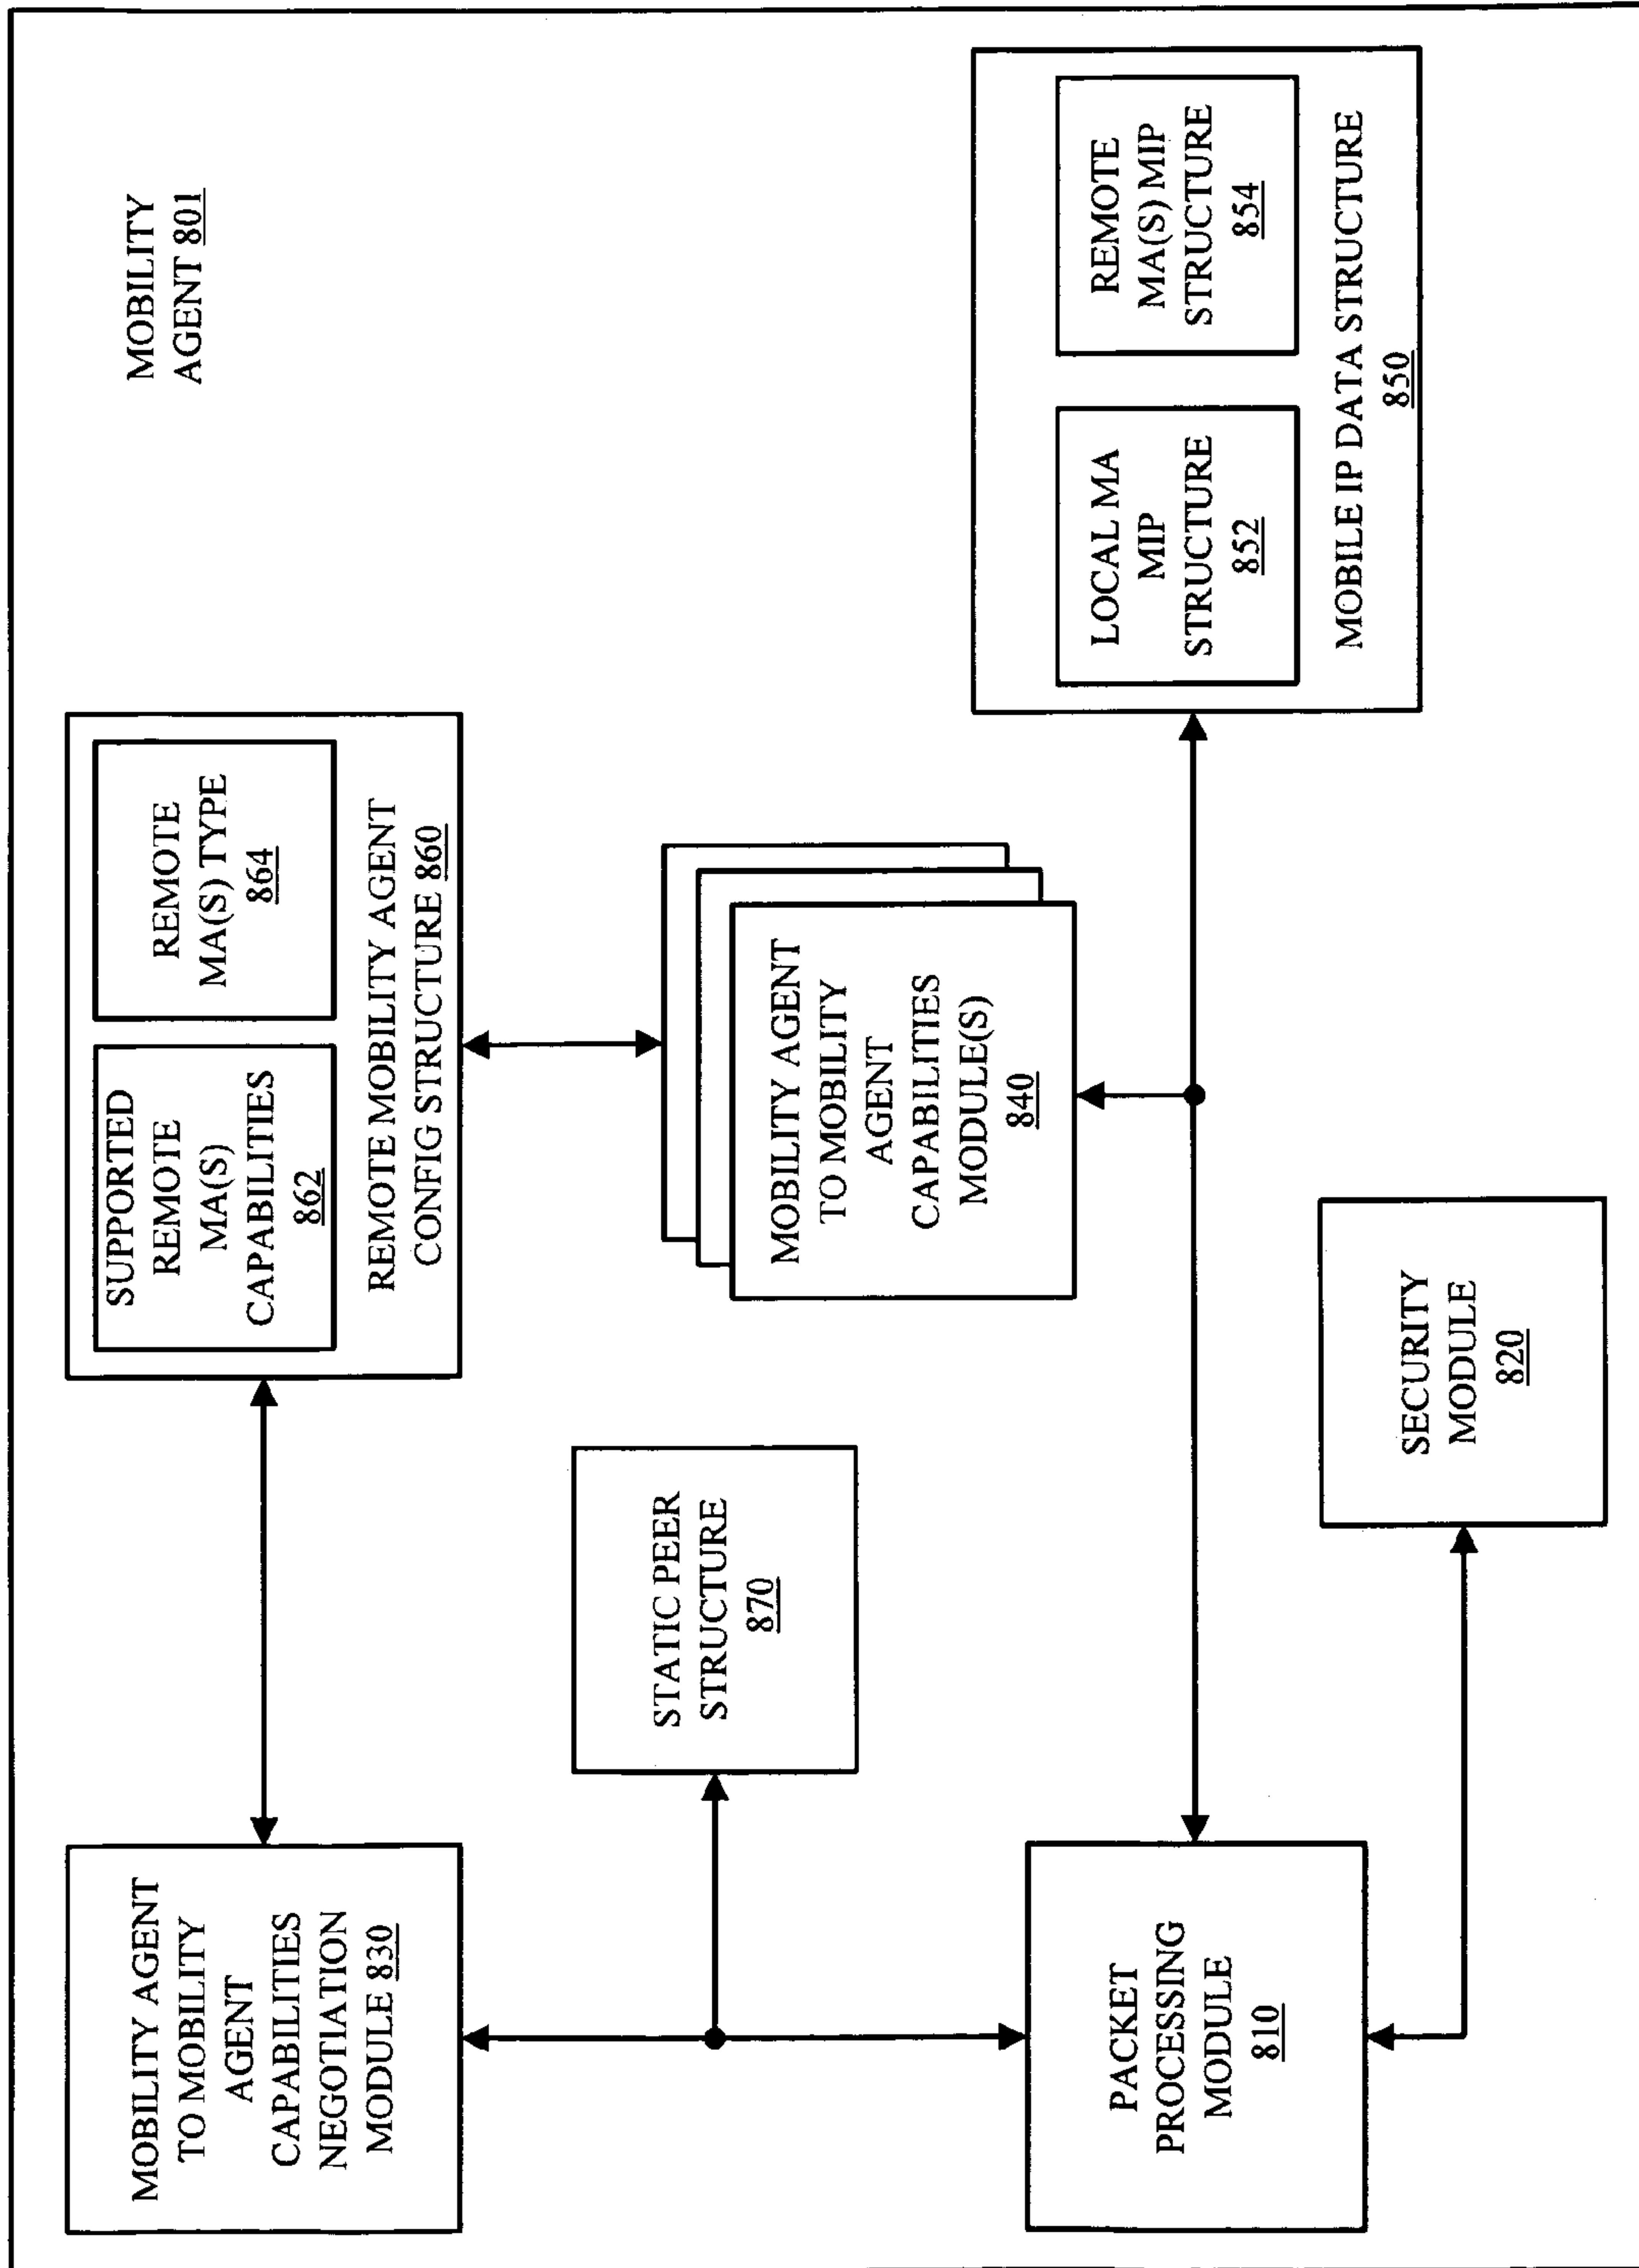 MOBILITY AGENT
TO MOBILITY
AGENT
CAPABILITIES
NEGOTIATION
MODULE 830
SUPPORTED
REMOTE
MA(S)
CAPABILITIES
862
REMOTE
MA(S) TYPE
864
REMOTE MOBILITY AGENT
CONFIG STRUCTURE 860
MOBILITY
AGENT 801
STATIC PEER
STRUCTURE
870
MOBILITY AGENT
TO MOBILITY
AGENT
CAPABILITIES
MODULE(S)
840
PACKET
PROCESSING
MODULE
810
SECURITY
MODULE
820
LOCAL MA
MIP
STRUCTURE
852
REMOTE
MA(S) MIP
STRUCTURE
854
MOBILE IP DATA STRUCTURE
850